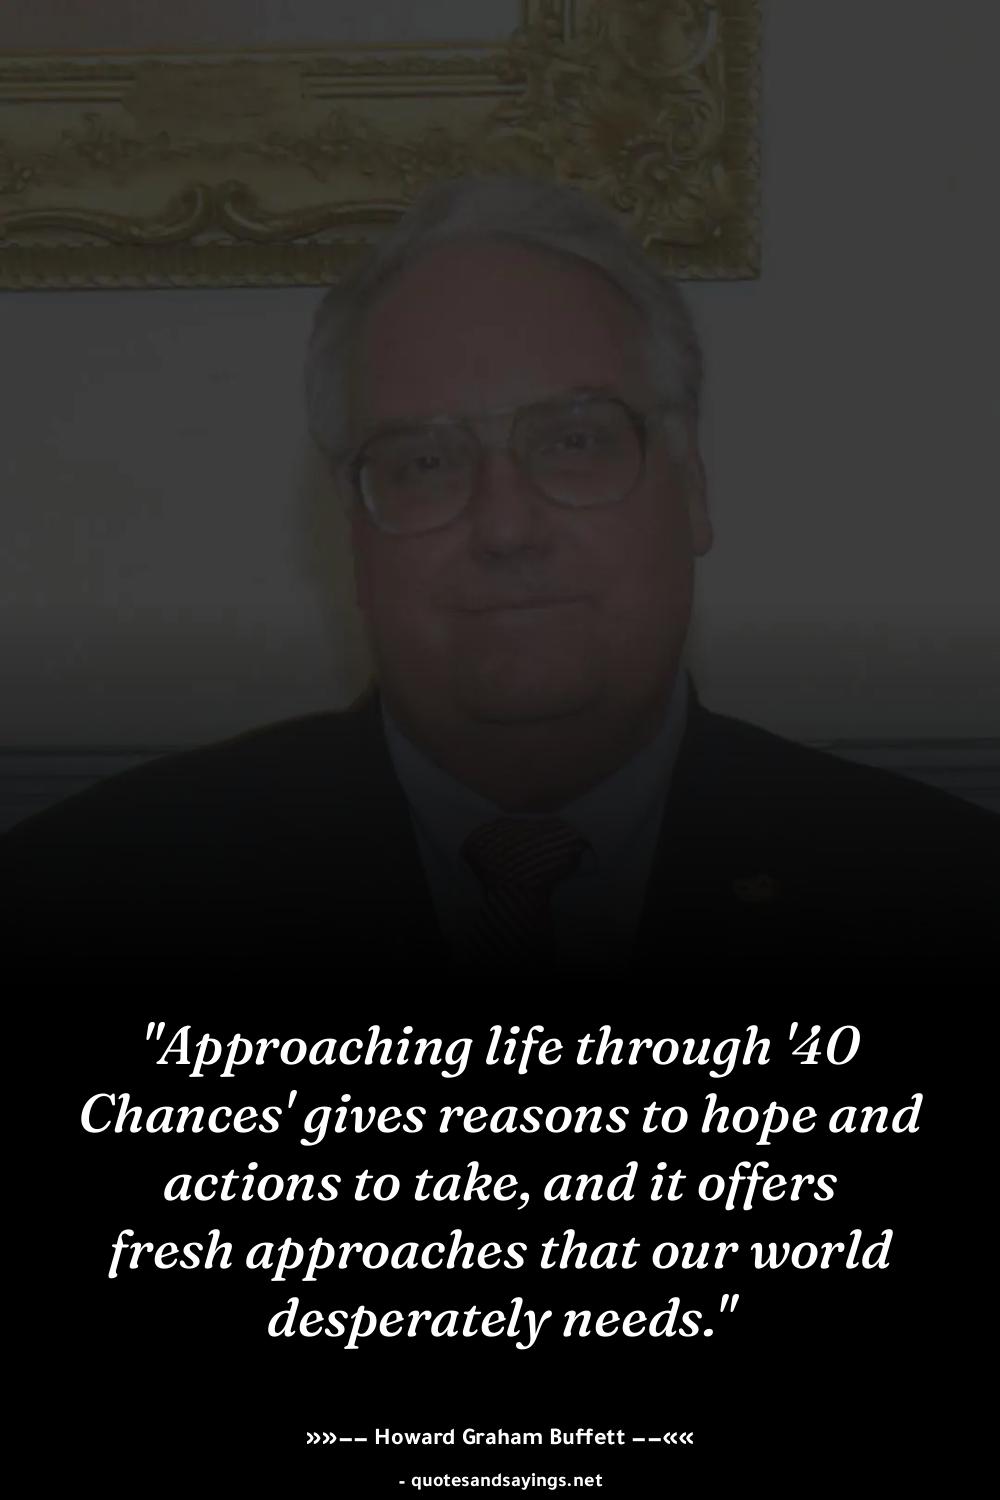 "Approaching life through '40
Chances' gives reasons to hope and
actions to take, and it offers
fresh approaches that our world
desperately needs."
»»−− Howard Graham Buffett −−««
- quotesandsayings.net